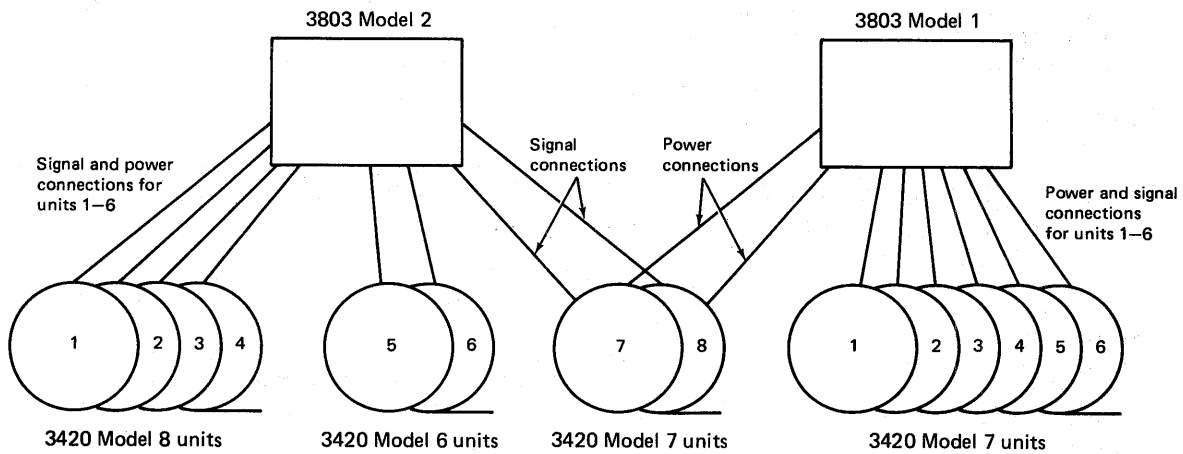 3803 Model 2
3803 Model 1
Signal and power
connections for
units 1—6
Signal
connections
Power
connections
Power and signal
connections
for units 1—6
1 2 3 4
5 6
7 8
1 2 3 4 5 6
3420 Model 8 units
3420 Model 6 units
3420 Model 7 units
3420 Model 7 units